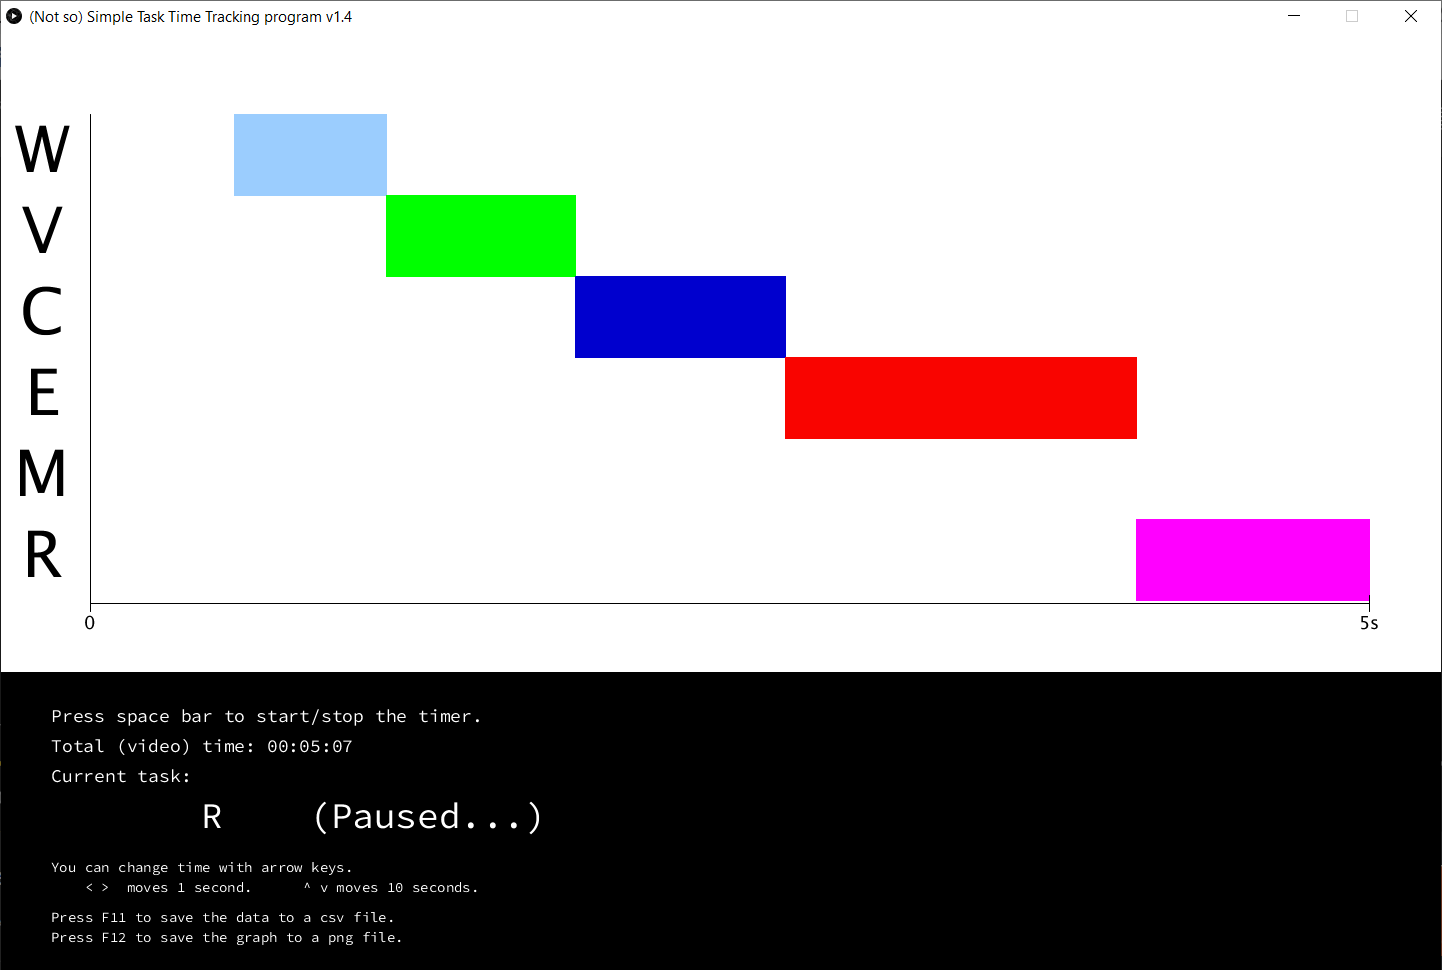 (Not so) Simple Task Time Tracking program v1.4
W
V
C
E
M
R
0 5s
Press space bar to start/stop the timer.
Total (video) time: 00:05:07
Current task:
R (Paused...)
You can change time with arrow keys.
< > moves 1 second. ^ v moves 10 seconds.
Press F11 to save the data to a csv file.
Press F12 to save the graph to a png file.